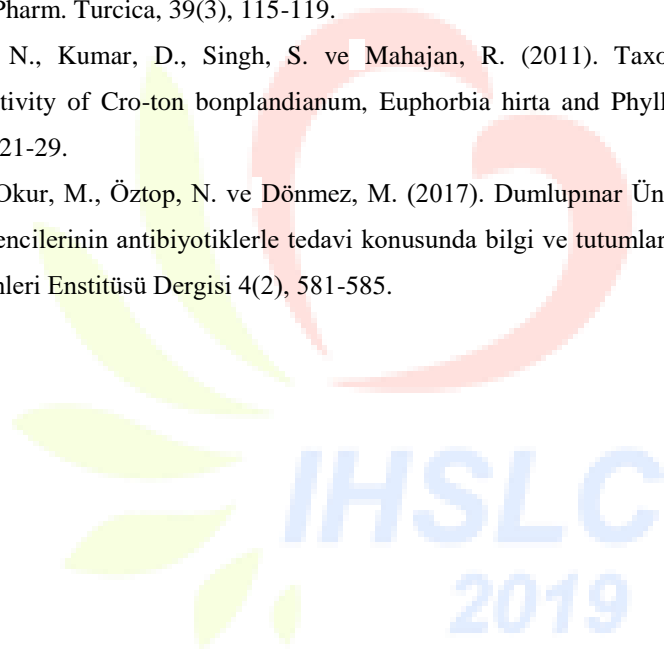 Pharm. Turcica, 39(3), 115-119.
N., Kumar, D., Singh, S. ve Mahajan, R. (2011). Taxo
tivity of Cro-ton bonplandianum, Euphorbia hirta and Phyll
21-29.
Okur, M., Öztop, N. ve Dönmez, M. (2017). Dumlupınar Ün
encilerinin antibiyotiklerle tedavi konusunda bilgi ve tutumlar
nleri Enstitüsü Dergisi 4(2), 581-585.
IHSLC
2019